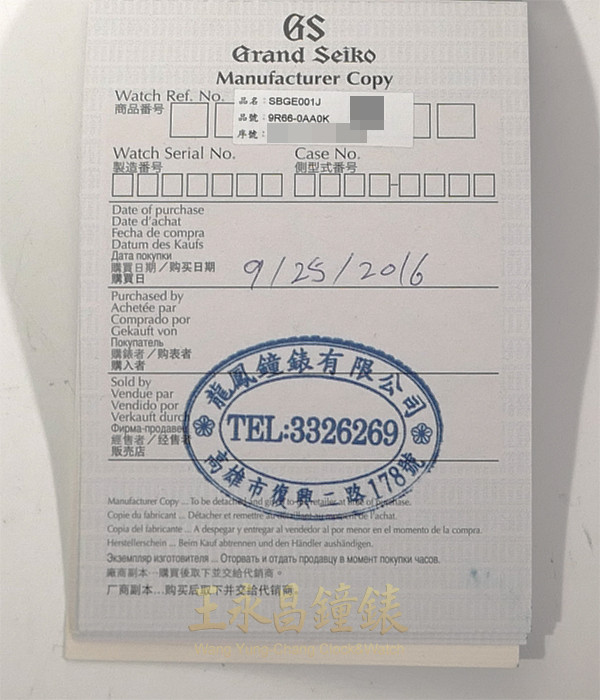 GS
Grand Seiko
Manufacturer Copy
Watch Ref. No.
商品番号
品名：SBGE001J
品號：9R66-0AA0K
序號：
Watch Serial No.
製造番号
Case No.
側型式番号
Date of purchase
Date d'achat
Fecha de compra
Datum des Kaufs
Дата покупки
購買日期／购买日期
購買日
9/25/2016
Purchased by
Achetée par
Comprado por
Gekauft von
Покупатель
購錶者／购表者
購入者
Sold by
Vendue par
Vendido por
Verkauft durch
Фирма-продавец
經售者／经售者
販売店
龍鳳鐘錶有限公司
TEL:3326269
高雄市復興二路178號
Manufacturer Copy ... To be detached and given to the retailer at time of purchase.
Copie du fabricant ... Détacher et remettre au détaillant au moment de l'achat.
Copia del fabricante ... A despegar y entregar al vendedor al por menor en el momento de la compra.
Herstellerschein ... Beim Kauf abtrennen und den Händler aushändigen.
Экземпляр изготовителя ... Оторвать и отдать продавцу в момент покупки часов.
廠商副本…購買後取下並交給代銷商。
厂商副本…购买后取下并交给代销商。
王永昌鐘錶
Wang Yung Chang Clock&Watch